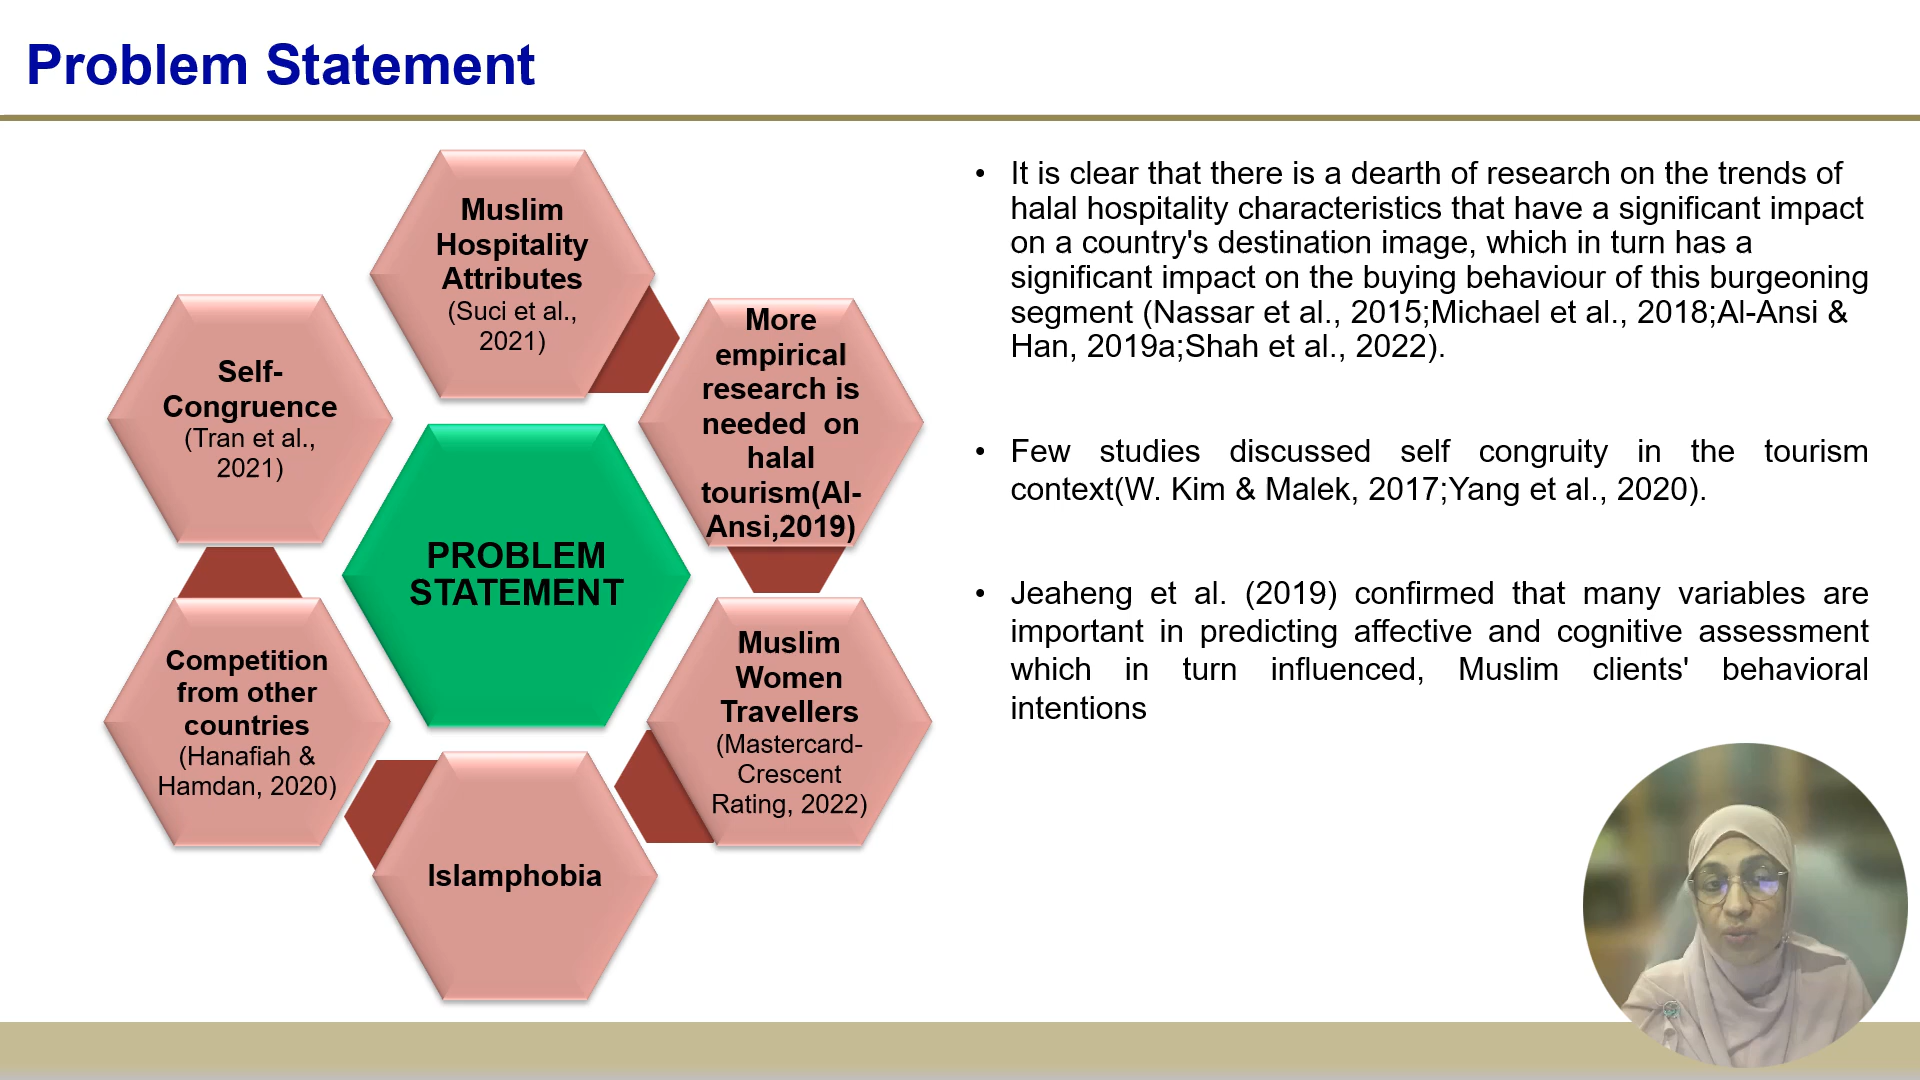 Problem Statement
Muslim
Hospitality
Attributes
(Suci et al.,
2021)
More
empirical
research is
needed  on
halal
tourism(Al-
Ansi,2019)
Muslim
Women
Travellers
(Mastercard-
Crescent
Rating, 2022)
Islamphobia
Competition
from other
countries
(Hanafiah &
Hamdan, 2020)
Self-
Congruence
(Tran et al.,
2021)
PROBLEM
STATEMENT
• It is clear that there is a dearth of research on the trends of
halal hospitality characteristics that have a significant impact
on a country's destination image, which in turn has a
significant impact on the buying behaviour of this burgeoning
segment (Nassar et al., 2015;Michael et al., 2018;Al-Ansi &
Han, 2019a;Shah et al., 2022).
• Few studies discussed self congruity in the tourism
context(W. Kim & Malek, 2017;Yang et al., 2020).
• Jeaheng et al. (2019) confirmed that many variables are
important in predicting affective and cognitive assessment
which in turn influenced, Muslim clients' behavioral
intentions